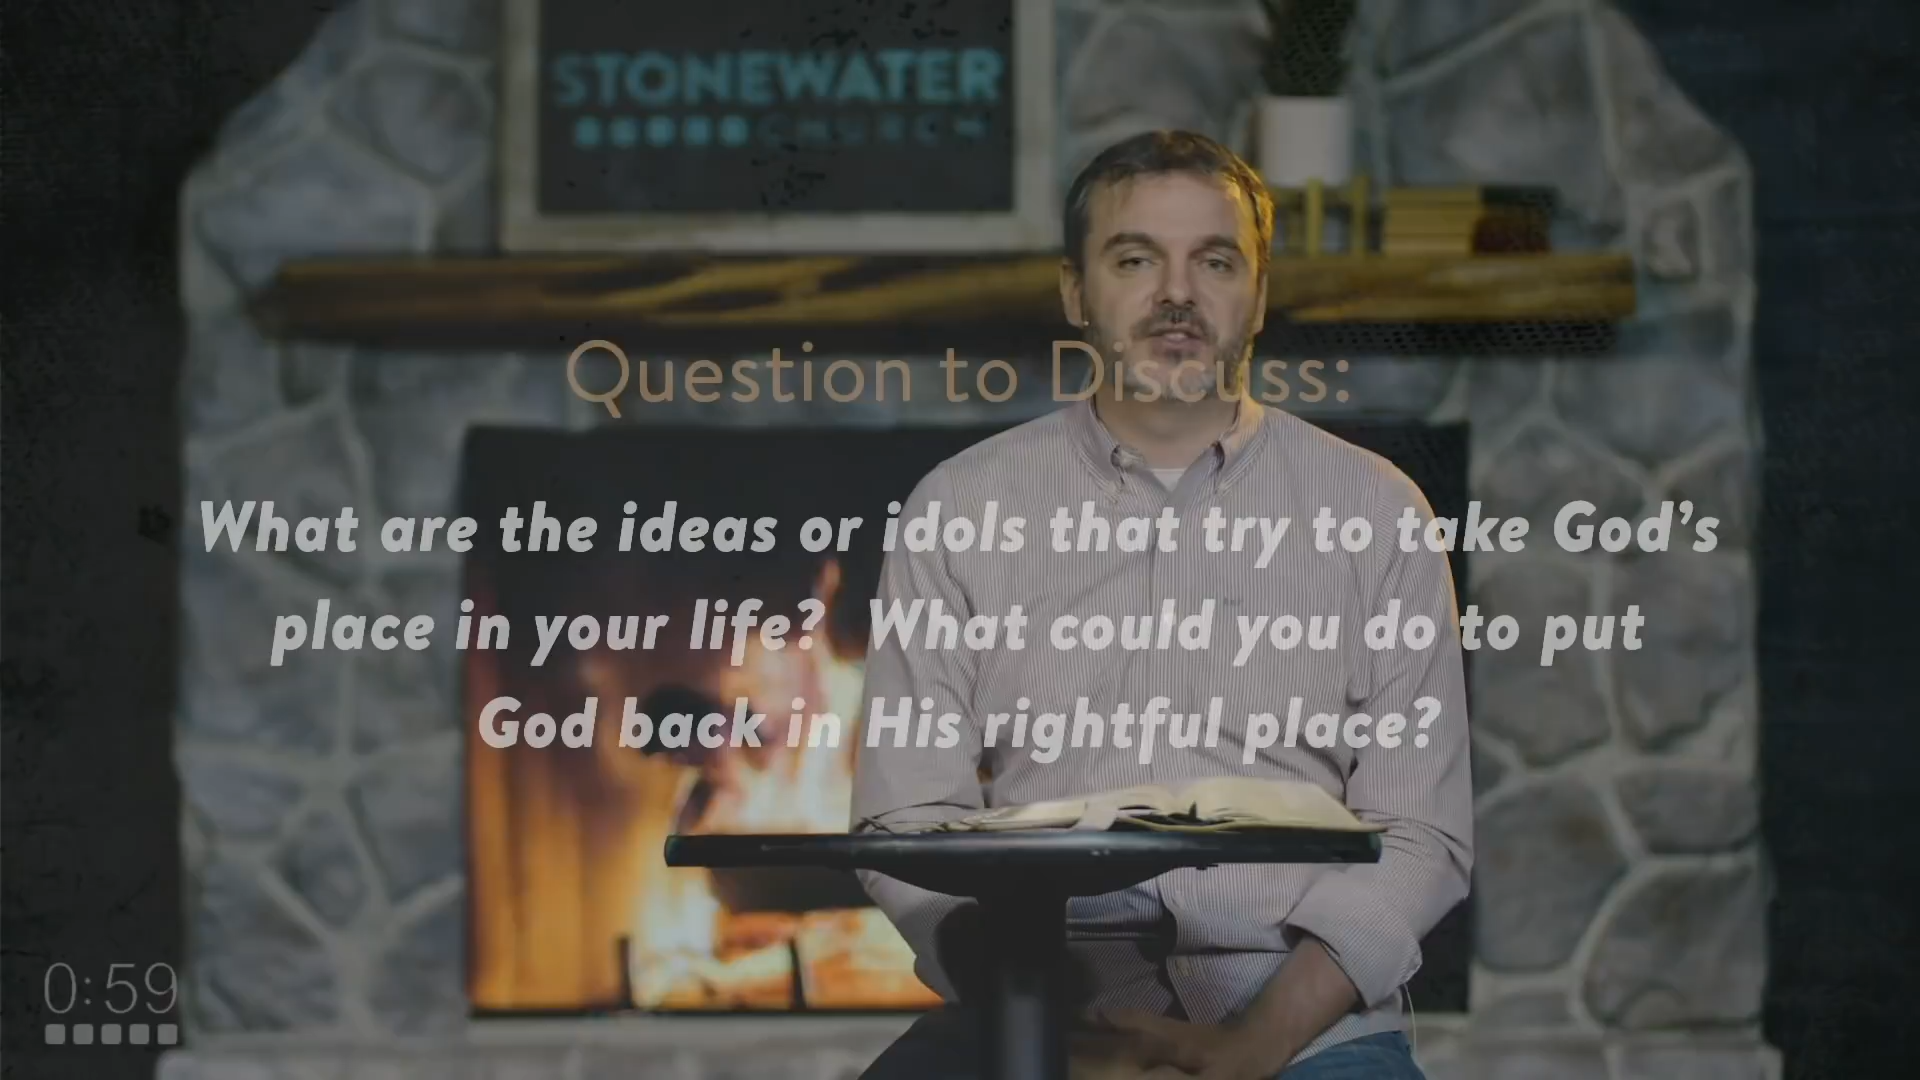 STONEWATER
CHURCH
Question to Discuss:
What are the ideas or idols that try to take God’s
place in your life? What could you do to put
God back in His rightful place?
0:59